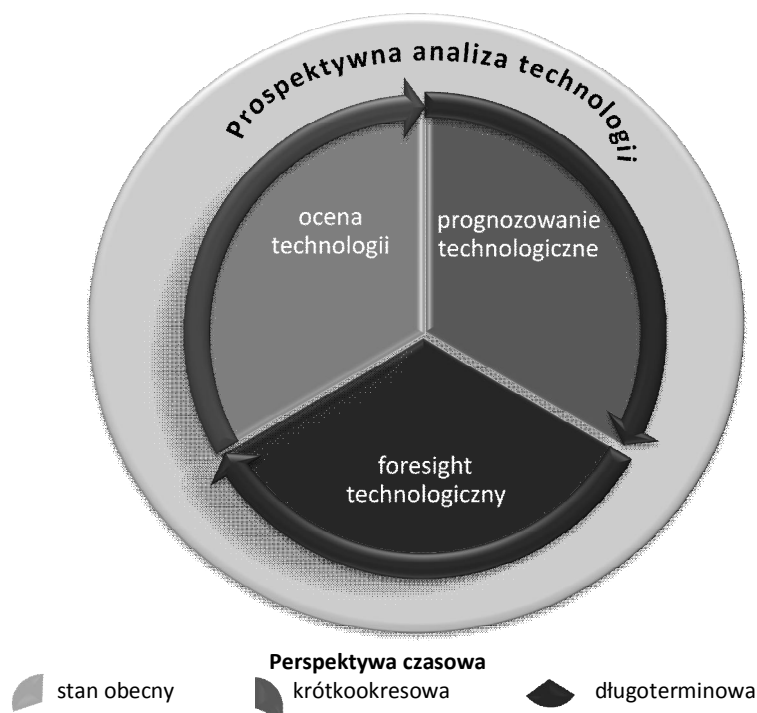 Prospektywna analiza technologii
ocena
technologii
prognozowanie
technologiczne
foresight
technologiczny
Perspektywa czasowa
stan obecny
krótkookresowa
długoterminowa